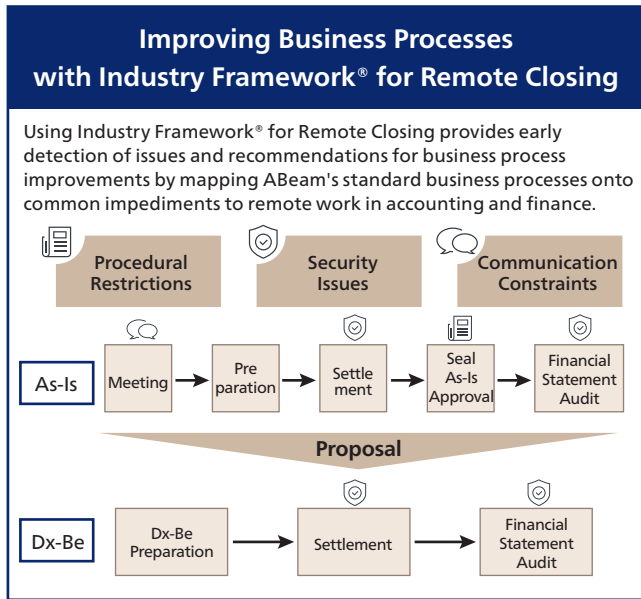 Improving Business Processes
with Industry Framework® for Remote Closing
Using Industry Framework® for Remote Closing provides early
detection of issues and recommendations for business process
improvements by mapping ABeam's standard business processes onto
common impediments to remote work in accounting and finance.
Procedural
Restrictions
Security
Issues
Communication
Constraints
As-Is
Meeting
Pre
paration
Settle
ment
Seal
As-Is
Approval
Financial
Statement
Audit
Proposal
Dx-Be
Dx-Be
Preparation
Settlement
Financial
Statement
Audit